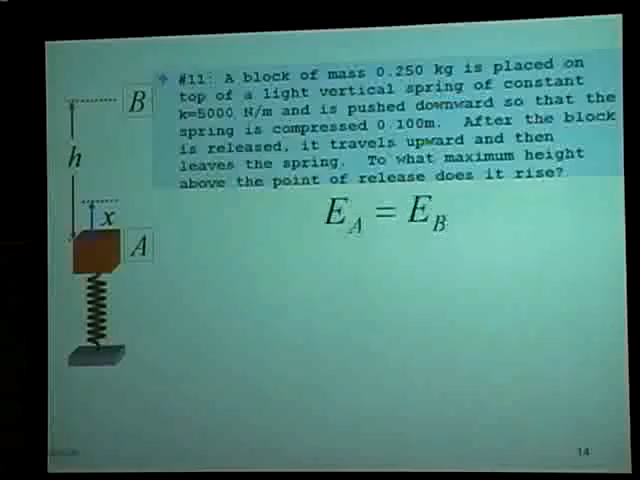 #11: A block of mass 0.250 kg is placed on
top of a light vertical spring of constant
k=5000 N/m and is pushed downward so that the
spring is compressed 0.100m. After the block
is released, it travels upward and then
leaves the spring. To what maximum height
above the point of release does it rise?
B
h
x
A
E_A = E_B
14